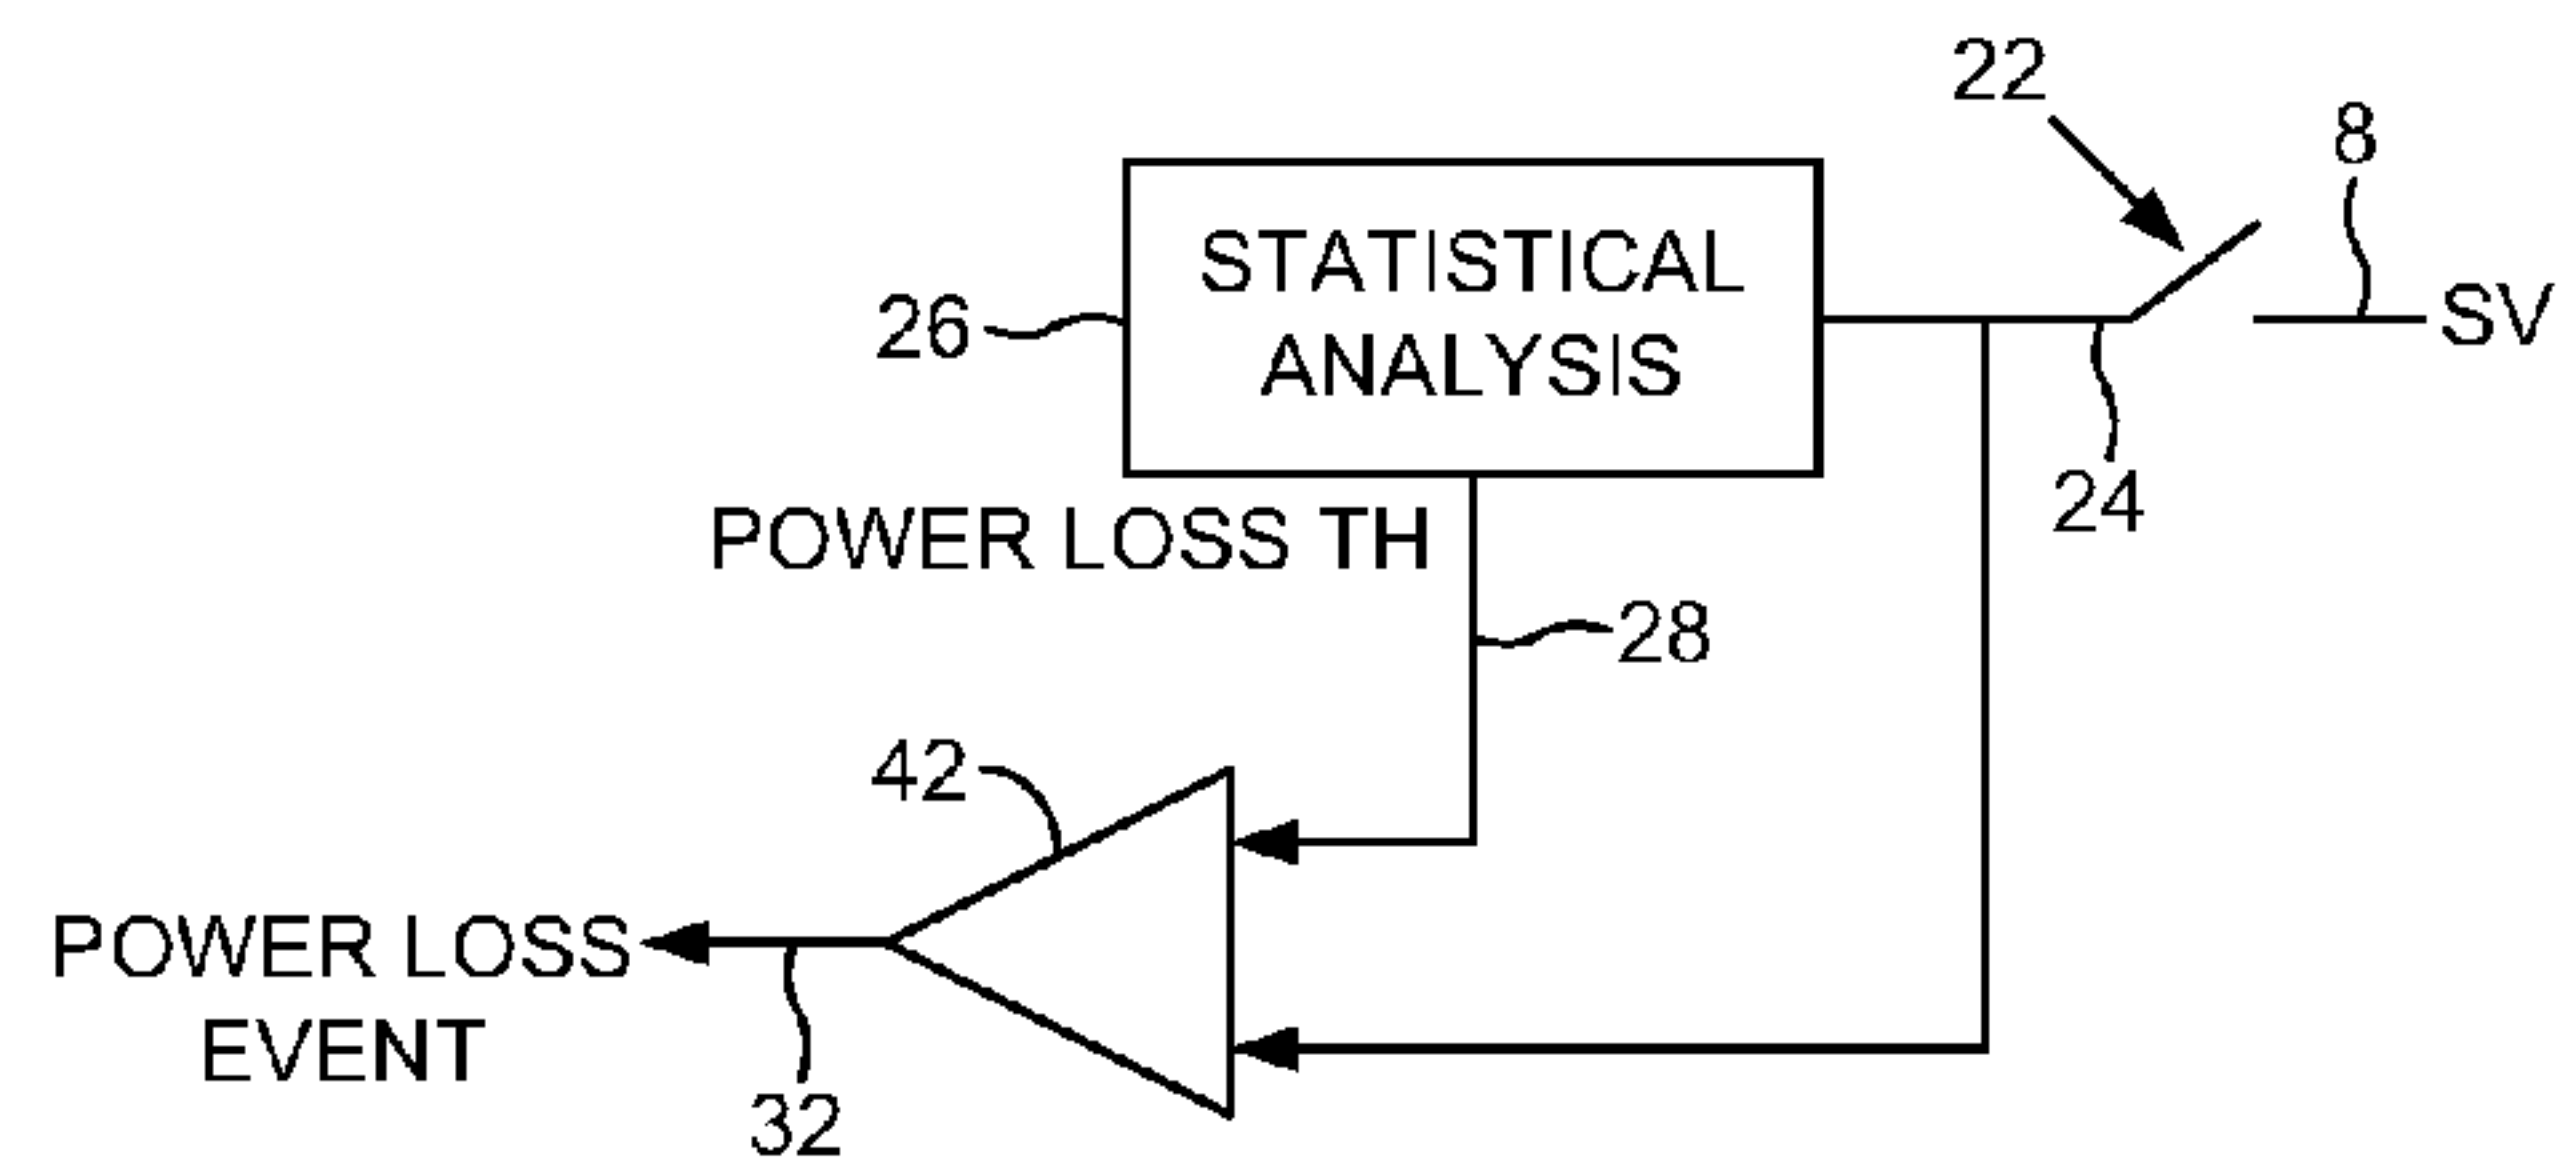 22
8
STATISTICAL
ANALYSIS
SV
26
24
POWER LOSS TH
28
42
POWER LOSS
EVENT
32